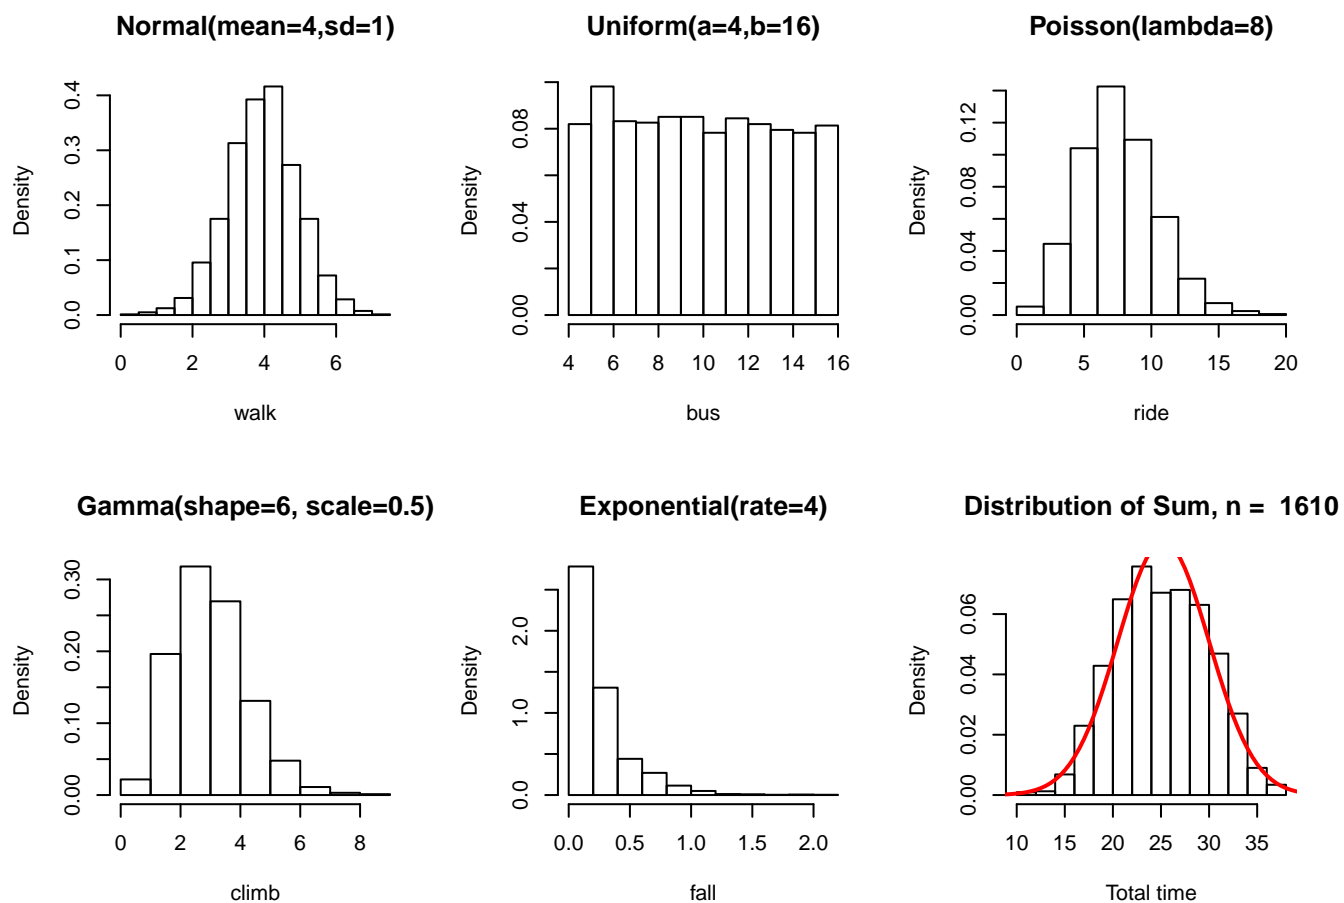 Normal(mean=4,sd=1)
Density
0.0 0.1 0.2 0.3 0.4
0 2 4 6
walk
Uniform(a=4,b=16)
Density
0.00 0.04 0.08
4 6 8 10 12 14 16
bus
Poisson(lambda=8)
Density
0.00 0.04 0.08 0.12
0 5 10 15 20
ride
Gamma(shape=6, scale=0.5)
Density
0.00 0.10 0.20 0.30
0 2 4 6 8
climb
Exponential(rate=4)
Density
0.0 1.0 2.0
0.0 0.5 1.0 1.5 2.0
fall
Distribution of Sum, n = 1610
Density
0.00 0.02 0.04 0.06
10 15 20 25 30 35
Total time